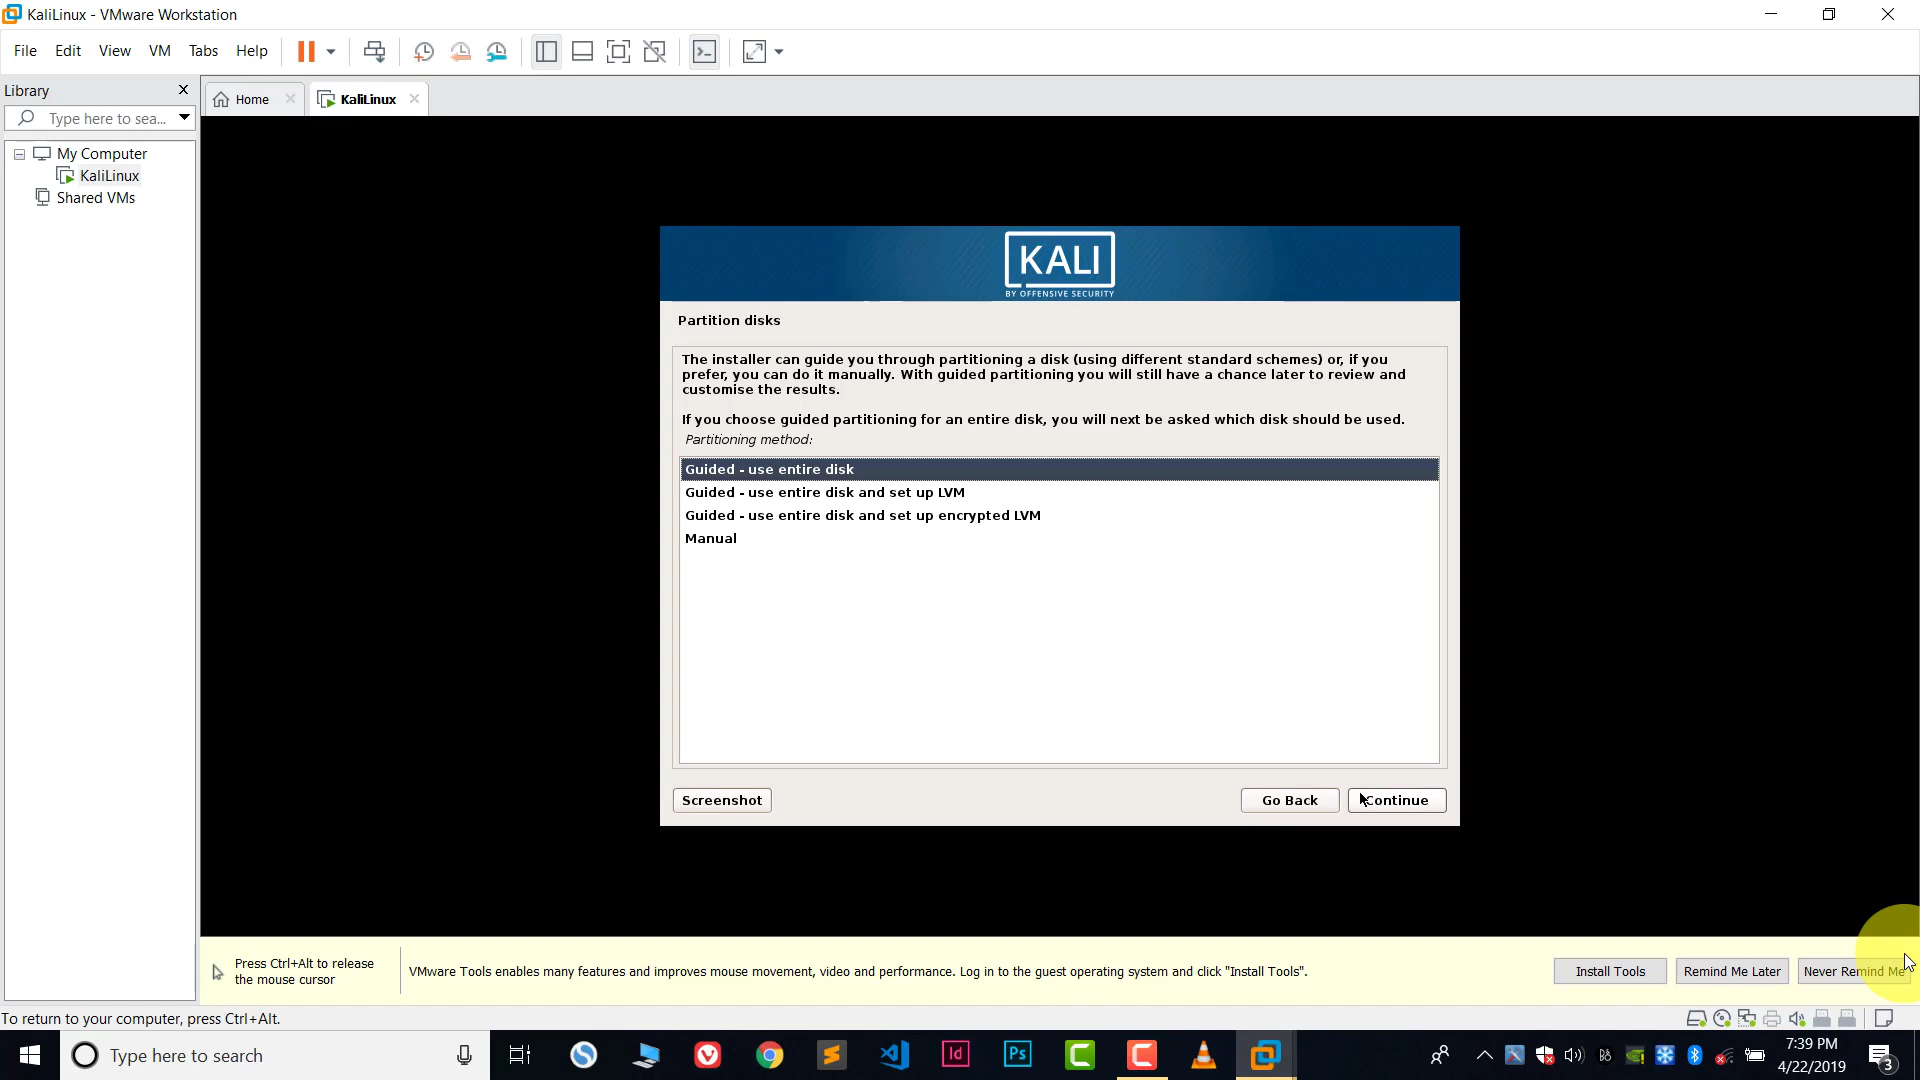 KaliLinux - VMware Workstation
File Edit View VM Tabs Help
Library
Type here to sea...
Home
KaliLinux
My Computer
KaliLinux
Shared VMs
KALI
BY OFFENSIVE SECURITY
Partition disks
The installer can guide you through partitioning a disk (using different standard schemes) or, if you
prefer, you can do it manually. With guided partitioning you will still have a chance later to review and
customise the results.
If you choose guided partitioning for an entire disk, you will next be asked which disk should be used.
Partitioning method:
Guided - use entire disk
Guided - use entire disk and set up LVM
Guided - use entire disk and set up encrypted LVM
Manual
Screenshot
Go Back
Continue
Press Ctrl+Alt to release
the mouse cursor
VMware Tools enables many features and improves mouse movement, video and performance. Log in to the guest operating system and click "Install Tools".
Install Tools
Remind Me Later
Never Remind Me
To return to your computer, press Ctrl+Alt.
Type here to search
Id
Ps
7:39 PM
4/22/2019
3